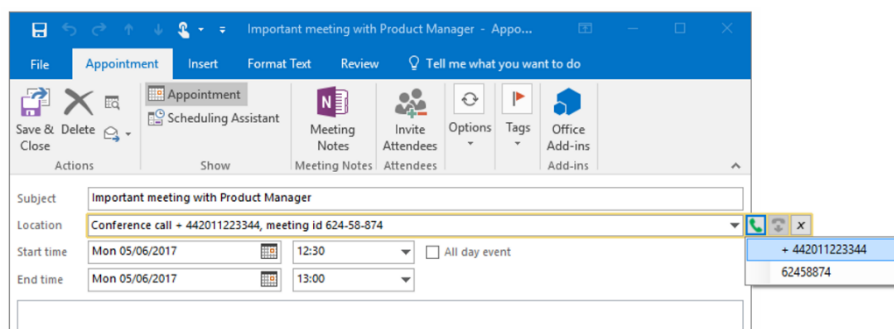 Important meeting with Product Manager - Appo...
File Appointment Insert Format Text Review Tell me what you want to do
Save & Close Delete Appointment Scheduling Assistant Meeting Notes Invite Attendees Options Tags Office Add-ins
Actions Show Meeting Notes Attendees Add-ins
Subject Important meeting with Product Manager
Location Conference call + 442011223344, meeting id 624-58-874 x
+ 442011223344
Start time Mon 05/06/2017 12:30 All day event
62458874
End time Mon 05/06/2017 13:00